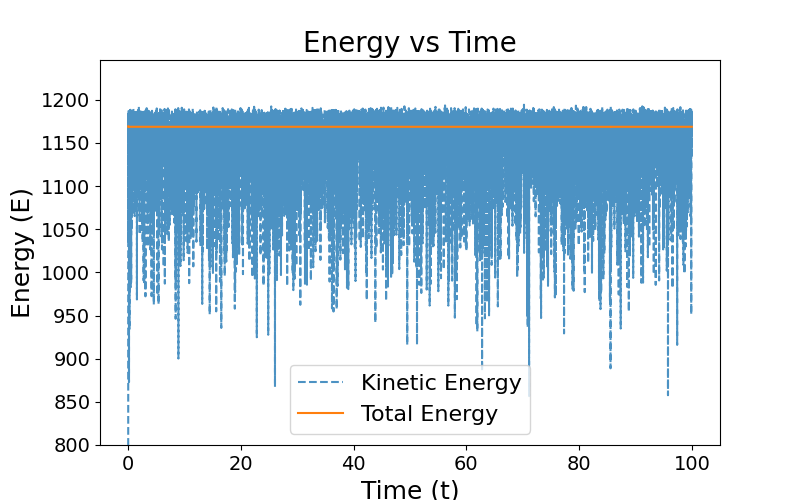 Energy vs Time
Energy (E)
1200
1150
1100
1050
1000
950
900
850
800
Kinetic Energy
Total Energy
0 20 40 60 80 100
Time (t)